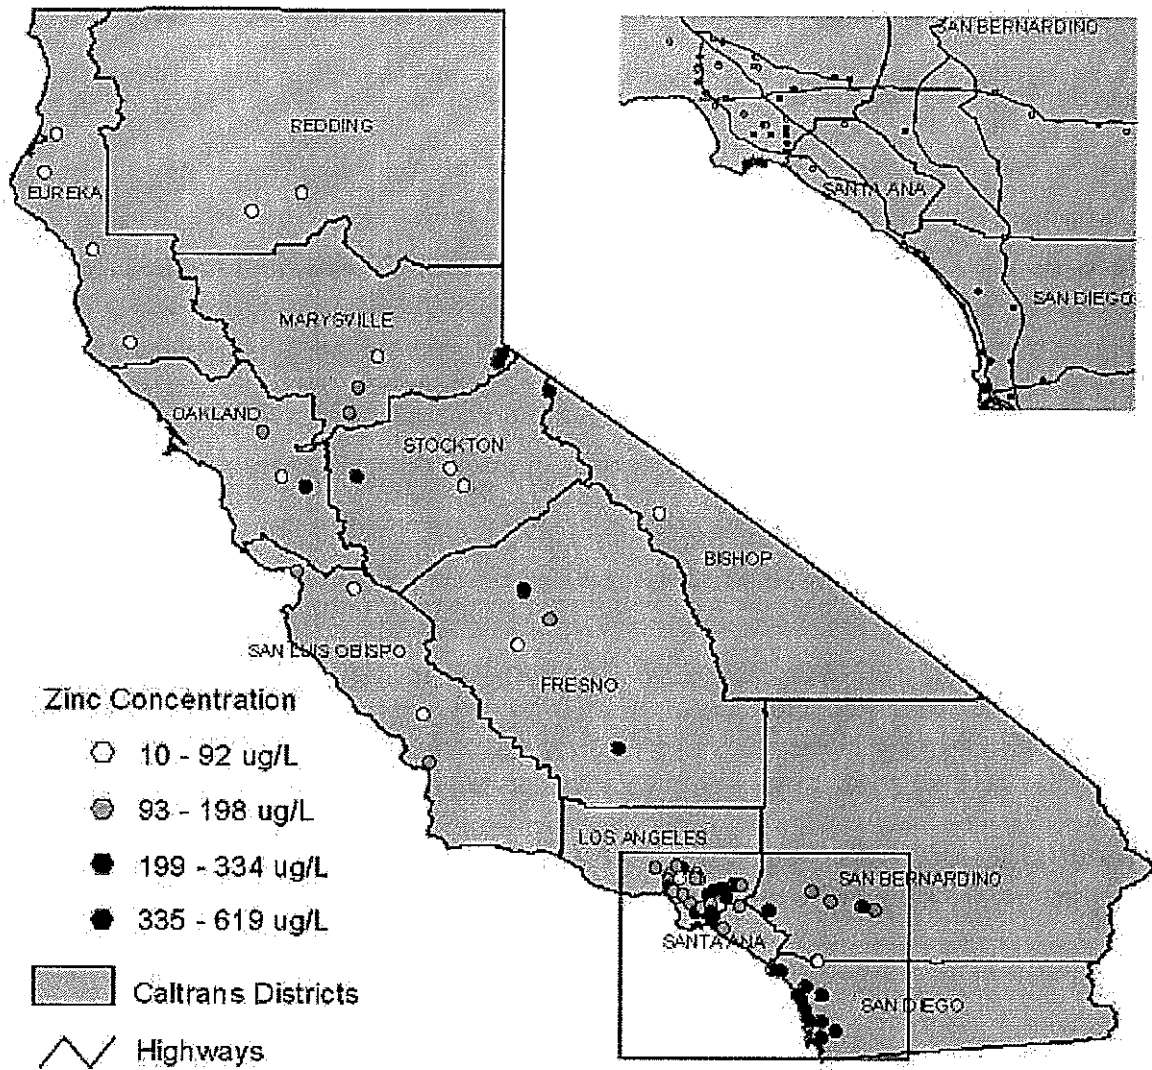 SAN BERNARDINO
REDDING
EUREKA
SANTA ANA
MARYSVILLE
SAN DIEGO
OAKLAND
STOCKTON
BISHOP
SAN LUIS OBISPO
FRESNO
Zinc Concentration
10 - 92 ug/L
93 - 198 ug/L
199 - 334 ug/L
335 - 619 ug/L
Caltrans Districts
Highways
LOS ANGELES
SAN BERNARDINO
SANTA ANA
SAN DIEGO